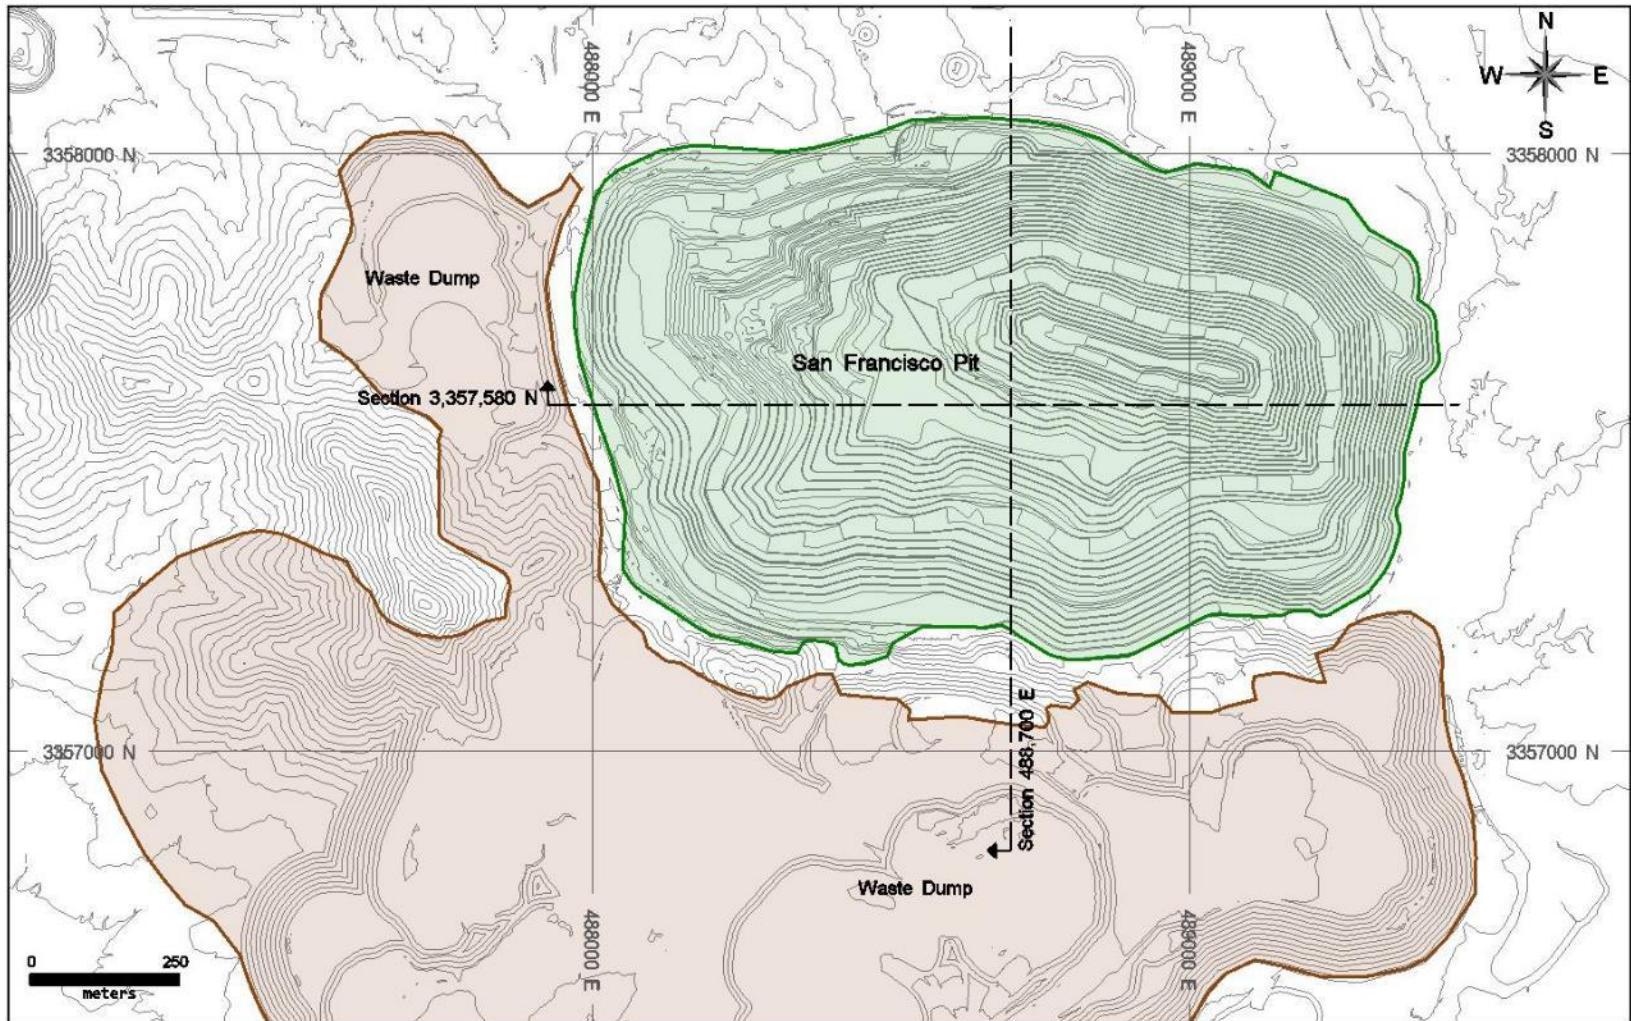 N
W E
S
488000 E
489000 E
3358000 N
3358000 N
Waste Dump
San Francisco Pit
Section 3,357,580 N
Section 488,700 E
3357000 N
3357000 N
Waste Dump
488000 E
489000 E
0 250
meters